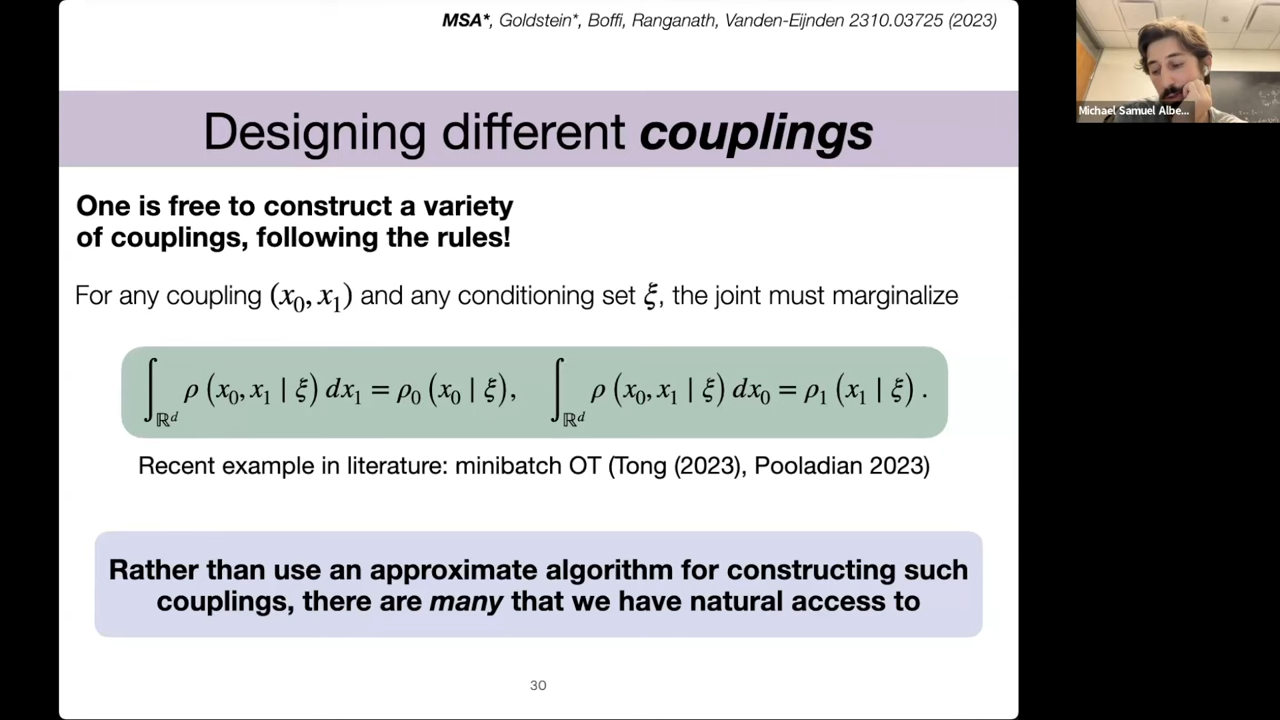 MSA*, Goldstein*, Boffi, Ranganath, Vanden-Eijnden 2310.03725 (2023)
Michael Samuel Albe...
Designing different couplings
One is free to construct a variety
of couplings, following the rules!
For any coupling (x₀, x₁) and any conditioning set ξ, the joint must marginalize
∫_{ℝᵈ} ρ (x₀, x₁ | ξ) dx₁ = ρ₀ (x₀ | ξ), ∫_{ℝᵈ} ρ (x₀, x₁ | ξ) dx₀ = ρ₁ (x₁ | ξ) .
Recent example in literature: minibatch OT (Tong (2023), Pooladian 2023)
Rather than use an approximate algorithm for constructing such
couplings, there are many that we have natural access to
30